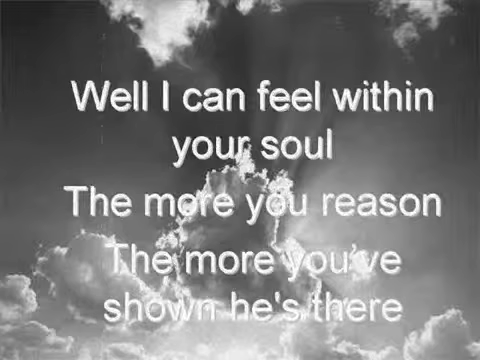 Well I can feel within
your soul
The more you reason
The more you've
shown he's there